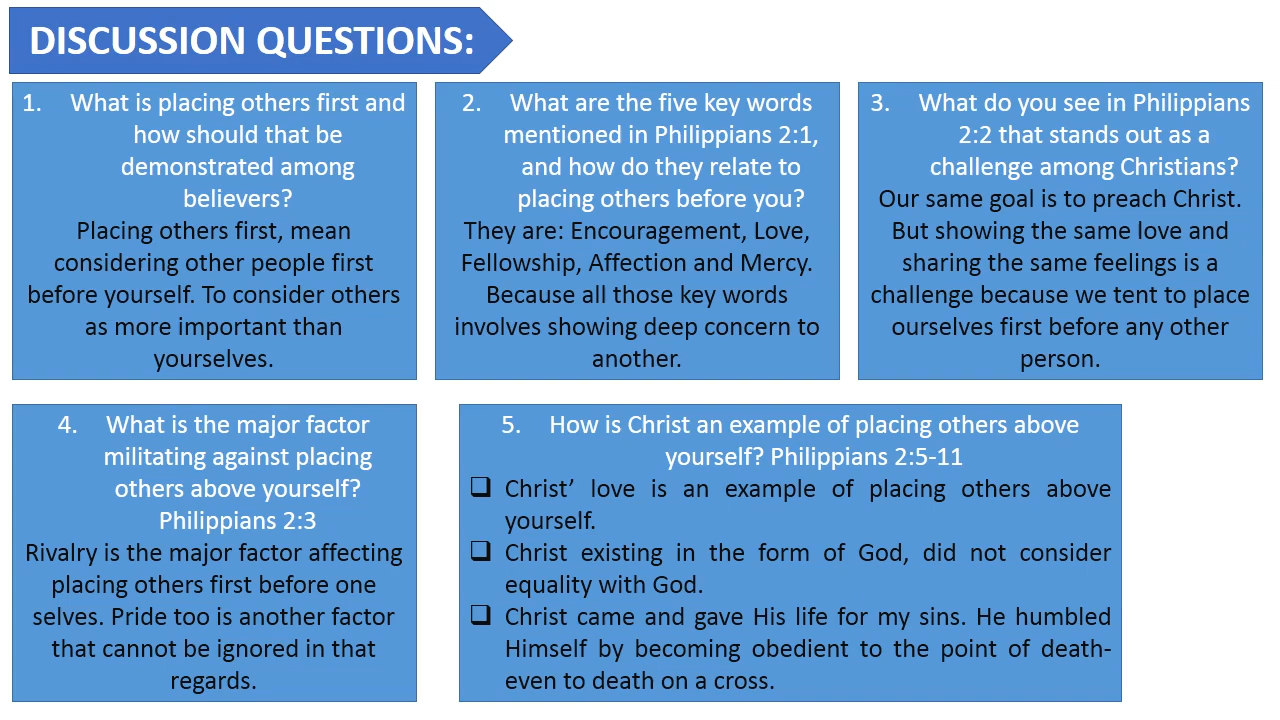 DISCUSSION QUESTIONS:
1. What is placing others first and
how should that be
demonstrated among
believers?
Placing others first, mean
considering other people first
before yourself. To consider others
as more important than
yourselves.
2. What are the five key words
mentioned in Philippians 2:1,
and how do they relate to
placing others before you?
They are: Encouragement, Love,
Fellowship, Affection and Mercy.
Because all those key words
involves showing deep concern to
another.
3. What do you see in Philippians
2:2 that stands out as a
challenge among Christians?
Our same goal is to preach Christ.
But showing the same love and
sharing the same feelings is a
challenge because we tent to place
ourselves first before any other
person.
4. What is the major factor
militating against placing
others above yourself?
Philippians 2:3
Rivalry is the major factor affecting
placing others first before one
selves. Pride too is another factor
that cannot be ignored in that
regards.
5. How is Christ an example of placing others above
yourself? Philippians 2:5-11
❑ Christ’ love is an example of placing others above
yourself.
❑ Christ existing in the form of God, did not consider
equality with God.
❑ Christ came and gave His life for my sins. He humbled
Himself by becoming obedient to the point of death-
even to death on a cross.